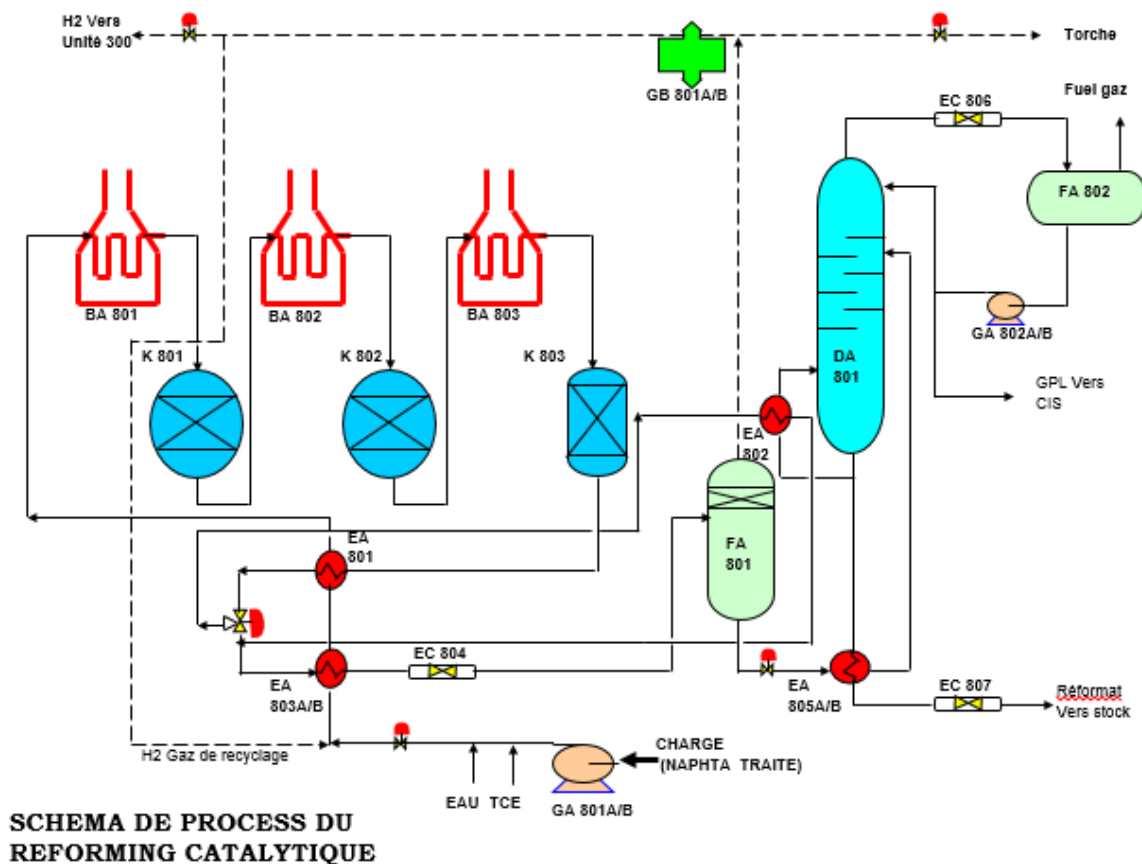 H2 Vers
Unité 300
Torche
GB 801A/B
Fuel gaz
EC 806
FA 802
BA 801
BA 802
BA 803
GA 802A/B
K 801
K 802
K 803
DA
801
GPL Vers
CIS
EA
802
EA
801
FA
801
EC 804
EA
803A/B
EA
805A/B
EC 807
Réformat
Vers stock
H2 Gaz de recyclage
CHARGE
(NAPHTA TRAITE)
EAU TCE
GA 801A/B
SCHEMA DE PROCESS DU
REFORMING CATALYTIQUE